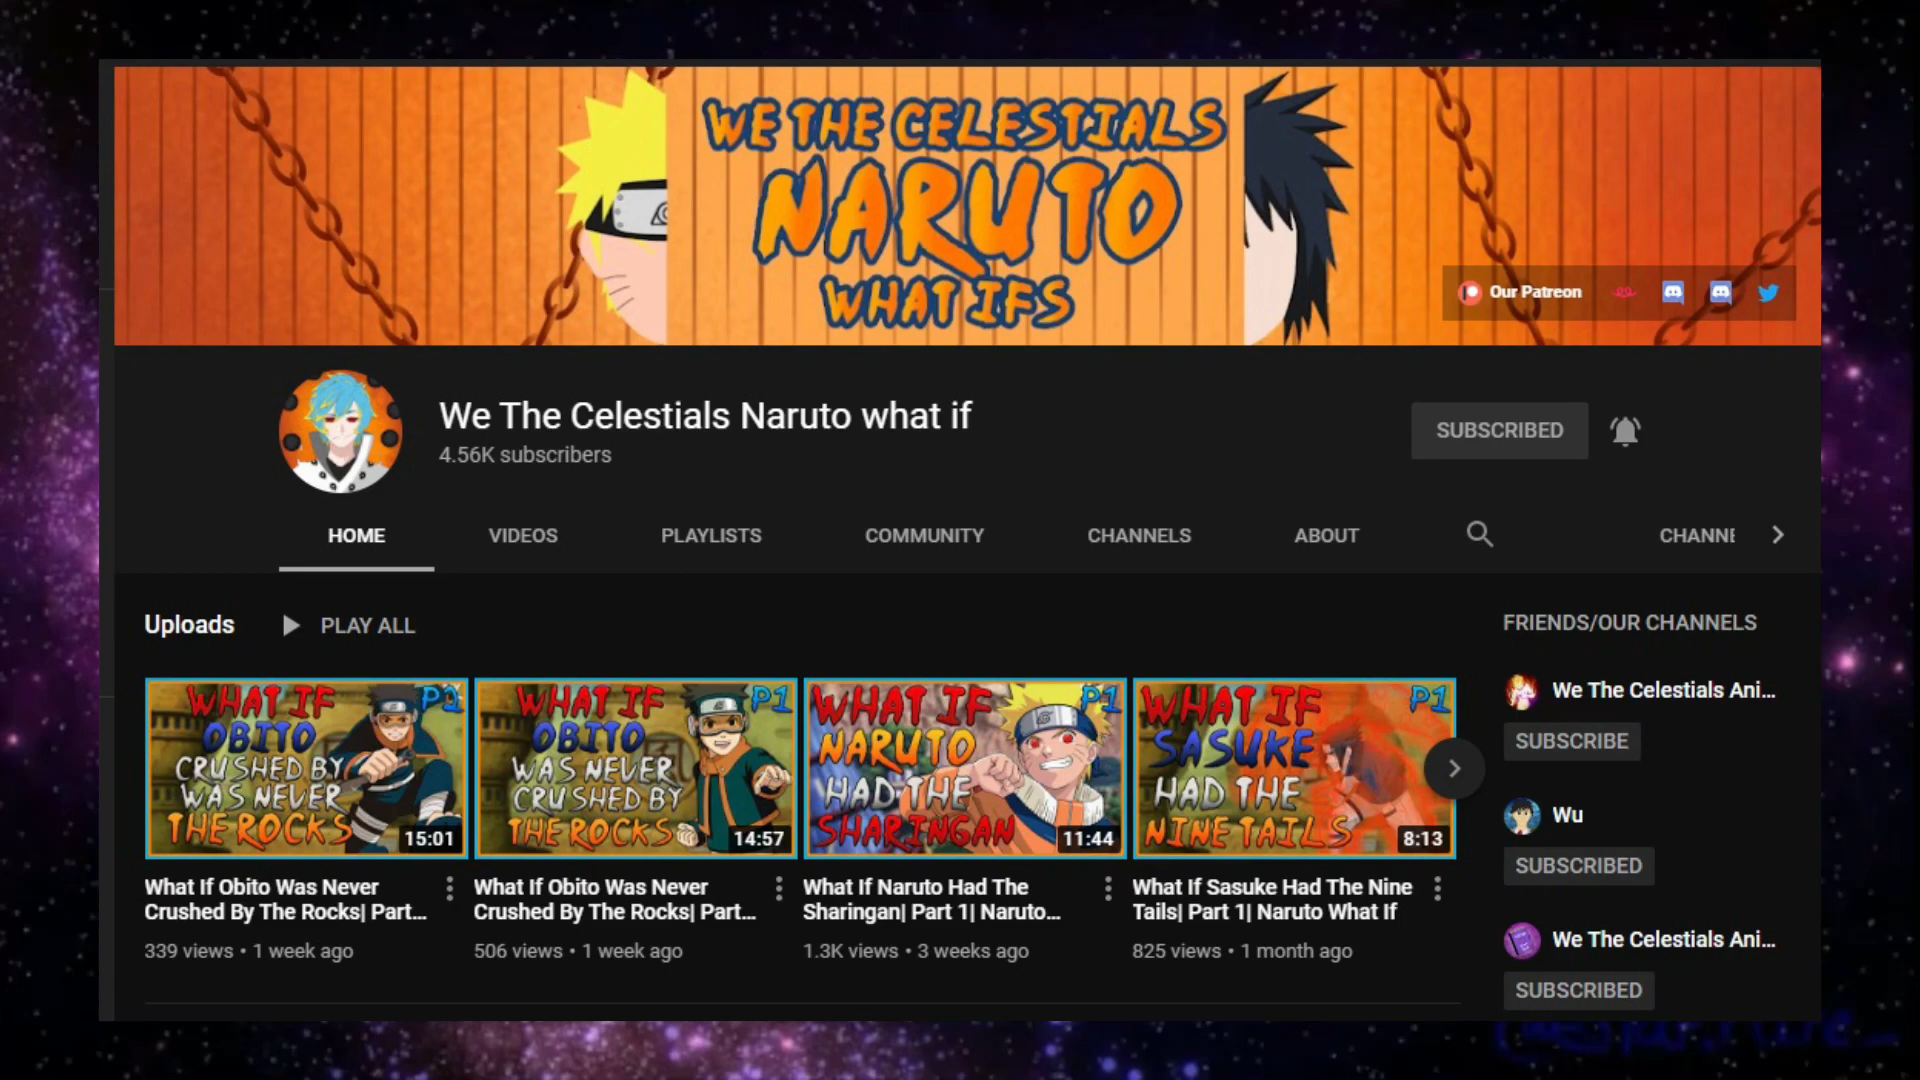 WE THE CELESTIALS
NARUTO
WHAT IFS
Our Patreon
We The Celestials Naruto what if
4.56K subscribers
SUBSCRIBED
HOME VIDEOS PLAYLISTS COMMUNITY CHANNELS ABOUT CHANNE
Uploads PLAY ALL
WHAT IF
OBITO
CRUSHED BY
WAS NEVER
THE ROCKS
15:01
WHAT IF P1
OBITO
WAS NEVER
CRUSHED BY
THE ROCKS
14:57
WHAT IF P1
NARUTO
HAD THE
SHARINGAN
11:44
WHAT IF P1
SASUKE
HAD THE
NINE TAILS
8:13
What If Obito Was Never
Crushed By The Rocks| Part...
339 views • 1 week ago
What If Obito Was Never
Crushed By The Rocks| Part...
506 views • 1 week ago
What If Naruto Had The
Sharingan| Part 1| Naruto...
1.3K views • 3 weeks ago
What If Sasuke Had The Nine
Tails| Part 1| Naruto What If
825 views • 1 month ago
FRIENDS/OUR CHANNELS
We The Celestials Ani...
SUBSCRIBE
Wu
SUBSCRIBED
We The Celestials Ani...
SUBSCRIBED